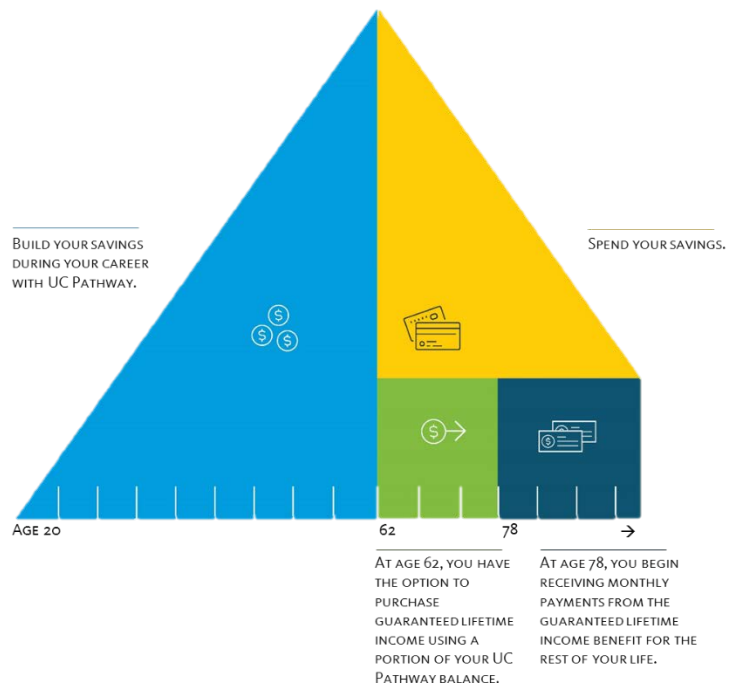 BUILD YOUR SAVINGS
DURING YOUR CAREER
WITH UC PATHWAY.
SPEND YOUR SAVINGS.
$
$ $
$
$
AGE 20
62
78
→
AT AGE 62, YOU HAVE
THE OPTION TO
PURCHASE
GUARANTEED LIFETIME
INCOME USING A
PORTION OF YOUR UC
PATHWAY BALANCE.
AT AGE 78, YOU BEGIN
RECEIVING MONTHLY
PAYMENTS FROM THE
GUARANTEED LIFETIME
INCOME BENEFIT FOR THE
REST OF YOUR LIFE.